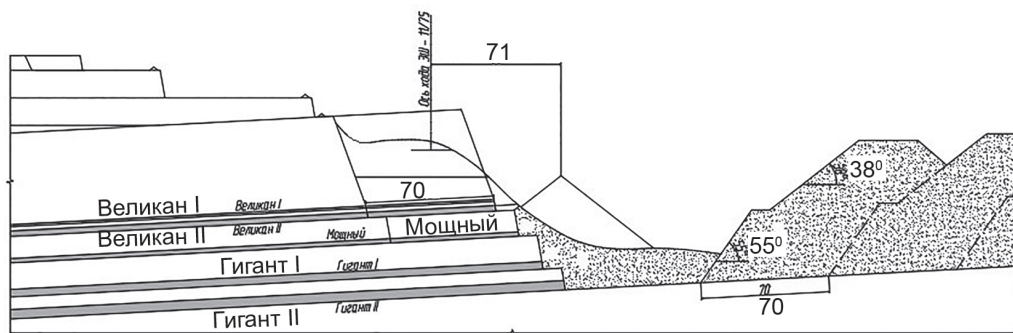 Ось хода ЭШ - 11/75
71
70
Великан I
Великан I
Великан II
Великан II
Мощный
Мощный
Гигант I
Гигант I
Гигант II
Гигант II
38⁰
55⁰
70
70